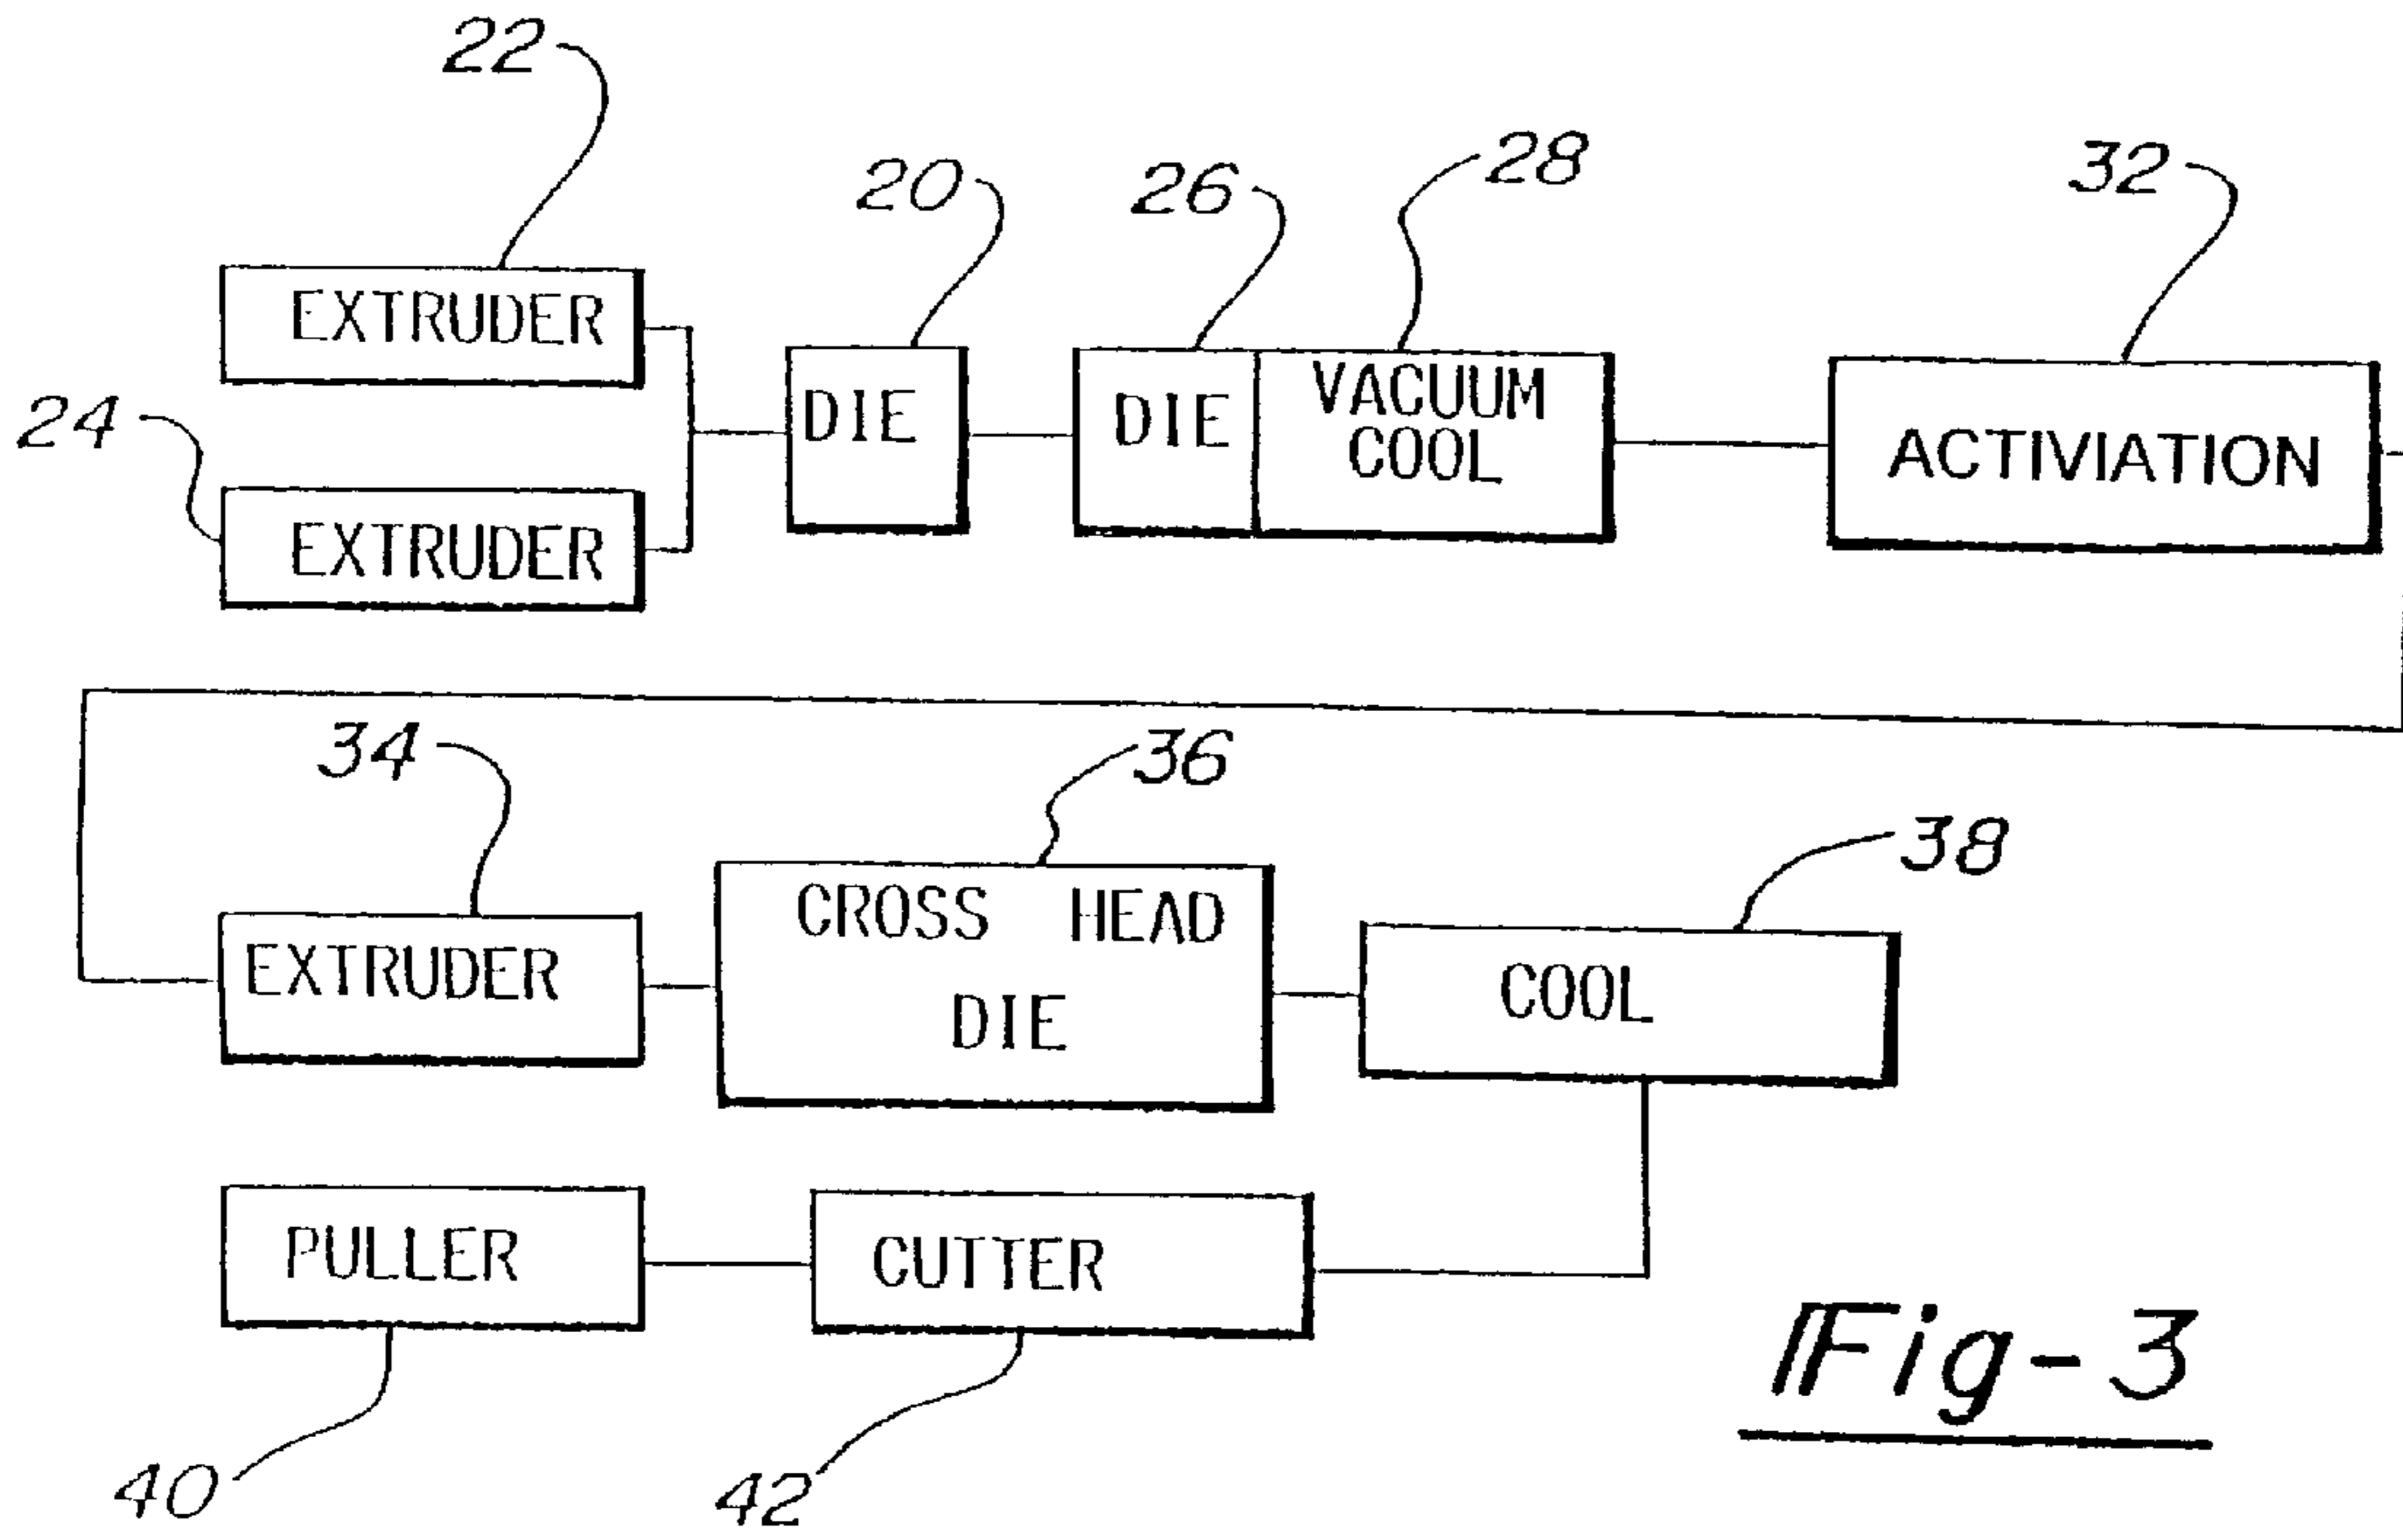 22
20
26
28
32
EXTRUDER
DIE
DIE
VACUUM
COOL
ACTIVIATION
24
EXTRUDER
34
36
38
EXTRUDER
CROSS HEAD
DIE
COOL
PULLER
CUTTER
Fig-3
40
42